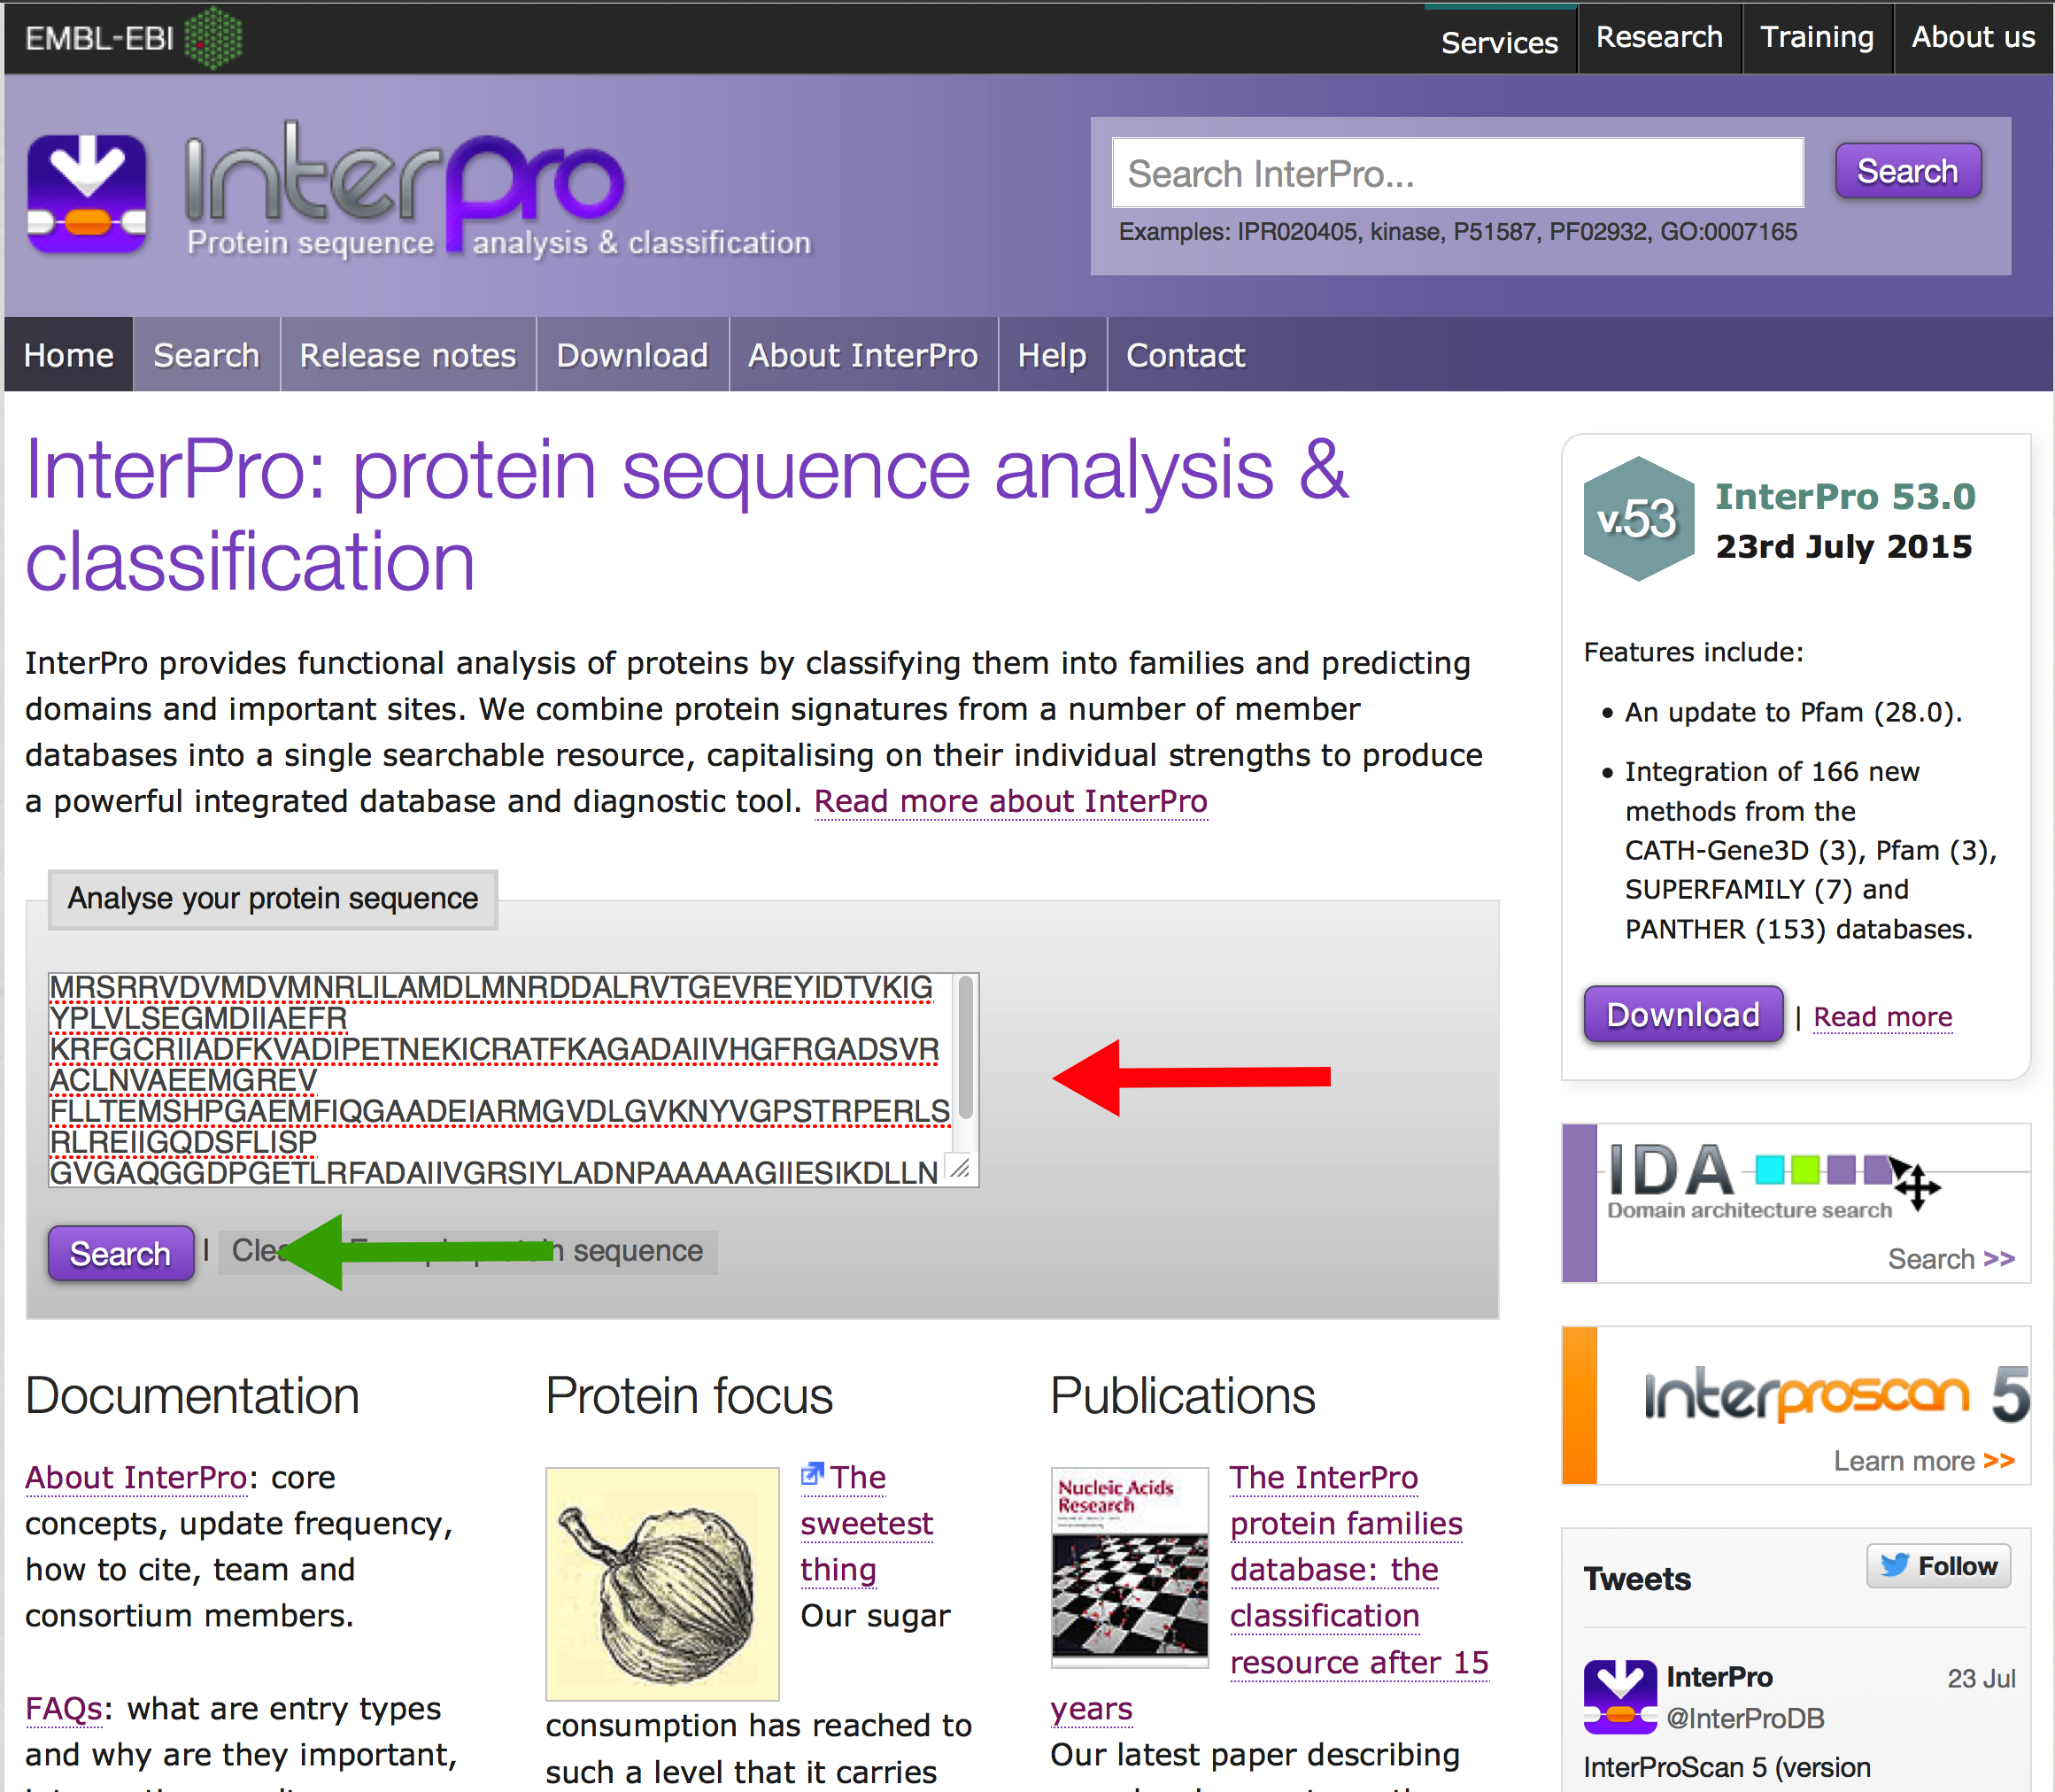 EMBL-EBI
Services
Research
Training
About us
InterPro
Protein sequence analysis & classification
Search InterPro...
Search
Examples: IPR020405, kinase, P51587, PF02932, GO:0007165
Home
Search
Release notes
Download
About InterPro
Help
Contact
InterPro: protein sequence analysis &
classification
InterPro provides functional analysis of proteins by classifying them into families and predicting
domains and important sites. We combine protein signatures from a number of member
databases into a single searchable resource, capitalising on their individual strengths to produce
a powerful integrated database and diagnostic tool. Read more about InterPro
Analyse your protein sequence
MRSRRVDVMDVMNRLILAMDLMNRDDALRVTGEVREYIDTVKIG
YPLVLSEGMDIIAEFR
KRFGCRIIADFKVADIPETNEKICRATFKAGADAIIVHGFRGADSVR
ACLNVAEEMGREV
FLLTEMSHPGAEMFIQGAADEIARMGVDLGVKNYVGPSTRPERLS
RLREIIGQDSFLISP
GVGAQGGDPGETLRFADAIIVGRSIYLADNPAAAAAGIIESIKDLLN
Search
|
protein sequence
Documentation
About InterPro: core
concepts, update frequency,
how to cite, team and
consortium members.
FAQs: what are entry types
and why are they important,
Protein focus
The
sweetest
thing
Our sugar
consumption has reached to
such a level that it carries
Publications
Nucleic Acids
Research
The InterPro
protein families
database: the
classification
resource after 15
years
Our latest paper describing
v.53
InterPro 53.0
23rd July 2015
Features include:
• An update to Pfam (28.0).
• Integration of 166 new
methods from the
CATH-Gene3D (3), Pfam (3),
SUPERFAMILY (7) and
PANTHER (153) databases.
Download | Read more
IDA
Domain architecture search
Search >>
interproscan 5
Learn more >>
Tweets
Follow
InterPro
23 Jul
@InterProDB
InterProScan 5 (version